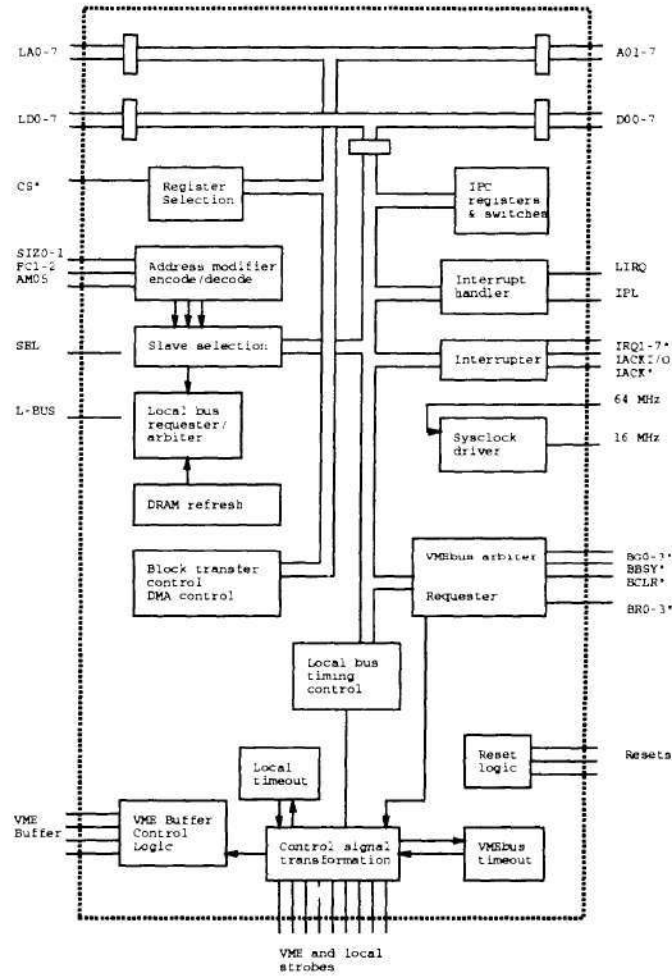 LA0-7
A01-7
LD0-7
D00-7
CS*
Register
Selection
IPC
registers
& switches
SIZ0-1
FC1-2
AM05
Address modifier
encode/decode
Interrupt
handler
LIRQ
IPL
SEL
Slave selection
Interrupter
IRQ1-7*
IACKI/O
IACK*
L-BUS
Local bus
requester/
arbiter
64 MHz
Sysclock
driver
16 MHz
DRAM refresh
Block transfer
control
DMA control
VMEbus arbiter
Requester
BG0-3*
BBSY*
BCLR*
BR0-3*
Local bus
timing
control
Local
timeout
Reset
logic
Resets
VME
Buffer
VME Buffer
Control
Logic
Control signal
transformation
VMEbus
timeout
VME and local
strobes